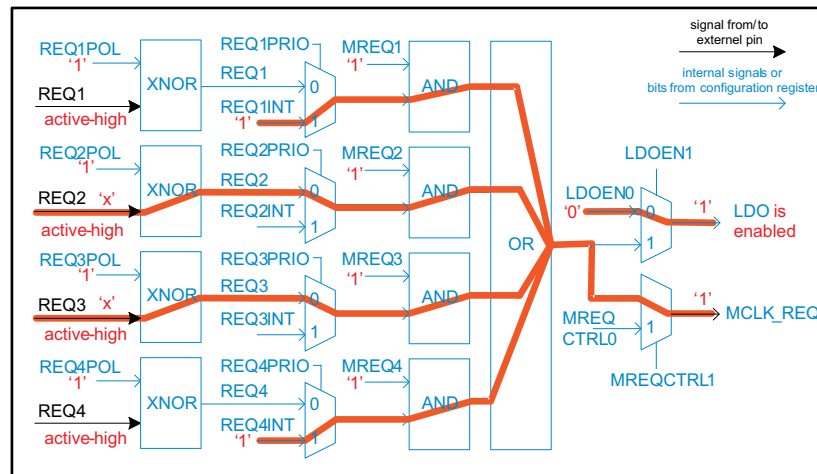 signal from/to
externel pin
internal signals or
bits from configuration register
REQ1POL
'1'
REQ1
active-high
XNOR
REQ1PRIO
REQ1
0
REQ1INT
'1'
1
MREQ1
'1'
AND
REQ2POL
'1'
REQ2 'x'
active-high
XNOR
REQ2PRIO
REQ2
0
REQ2INT
1
MREQ2
'1'
AND
REQ3POL
'1'
REQ3 'x'
active-high
XNOR
REQ3PRIO
REQ3
0
REQ3INT
1
MREQ3
'1'
AND
REQ4POL
'1'
REQ4
active-high
XNOR
REQ4PRIO
REQ4
0
REQ4INT
'1'
1
MREQ4
'1'
AND
OR
LDOEN1
LDOEN0
'0'
0
1
'1'
LDO is
enabled
MREQ
CTRL0
1
'1'
MCLK_REQ
MREQCTRL1